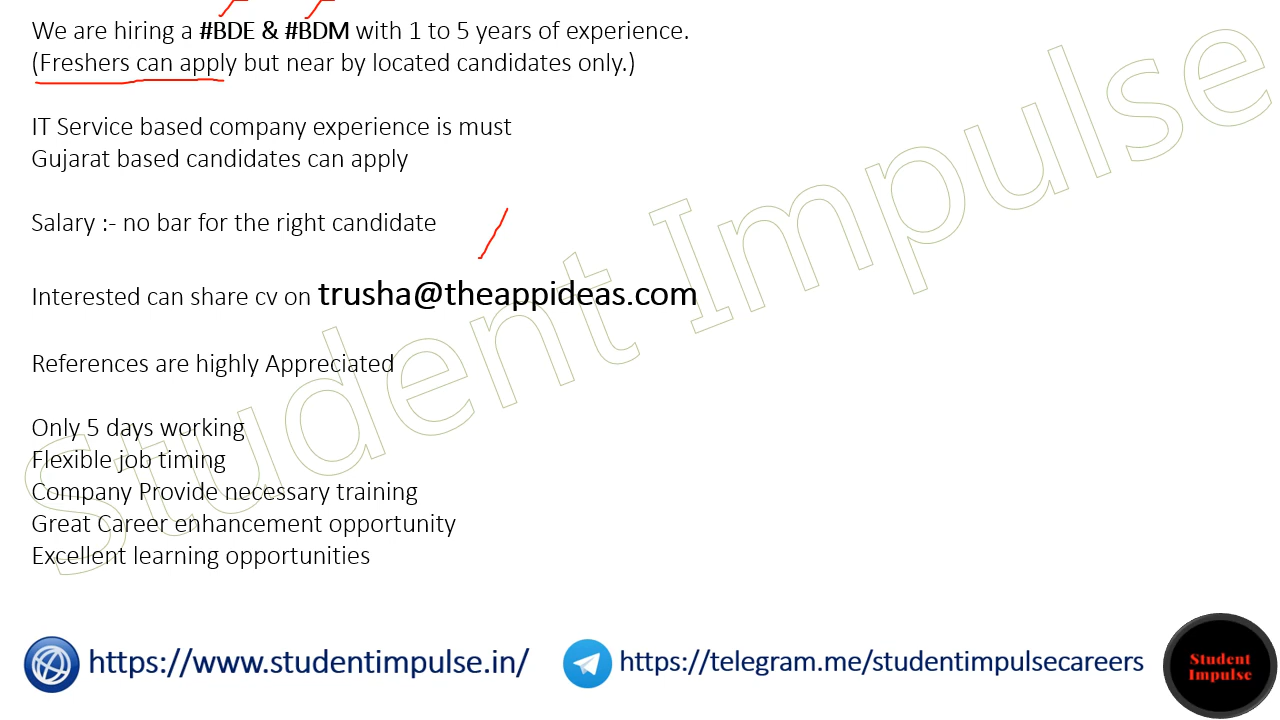 We are hiring a #BDE & #BDM with 1 to 5 years of experience.
(Freshers can apply but near by located candidates only.)
IT Service based company experience is must
Gujarat based candidates can apply
Salary :- no bar for the right candidate
Interested can share cv on trusha@theappideas.com
References are highly Appreciated
Only 5 days working
Flexible job timing
Company Provide necessary training
Great Career enhancement opportunity
Excellent learning opportunities
Student Impulse
https://www.studentimpulse.in/
https://telegram.me/studentimpulsecareers
Student
Impulse